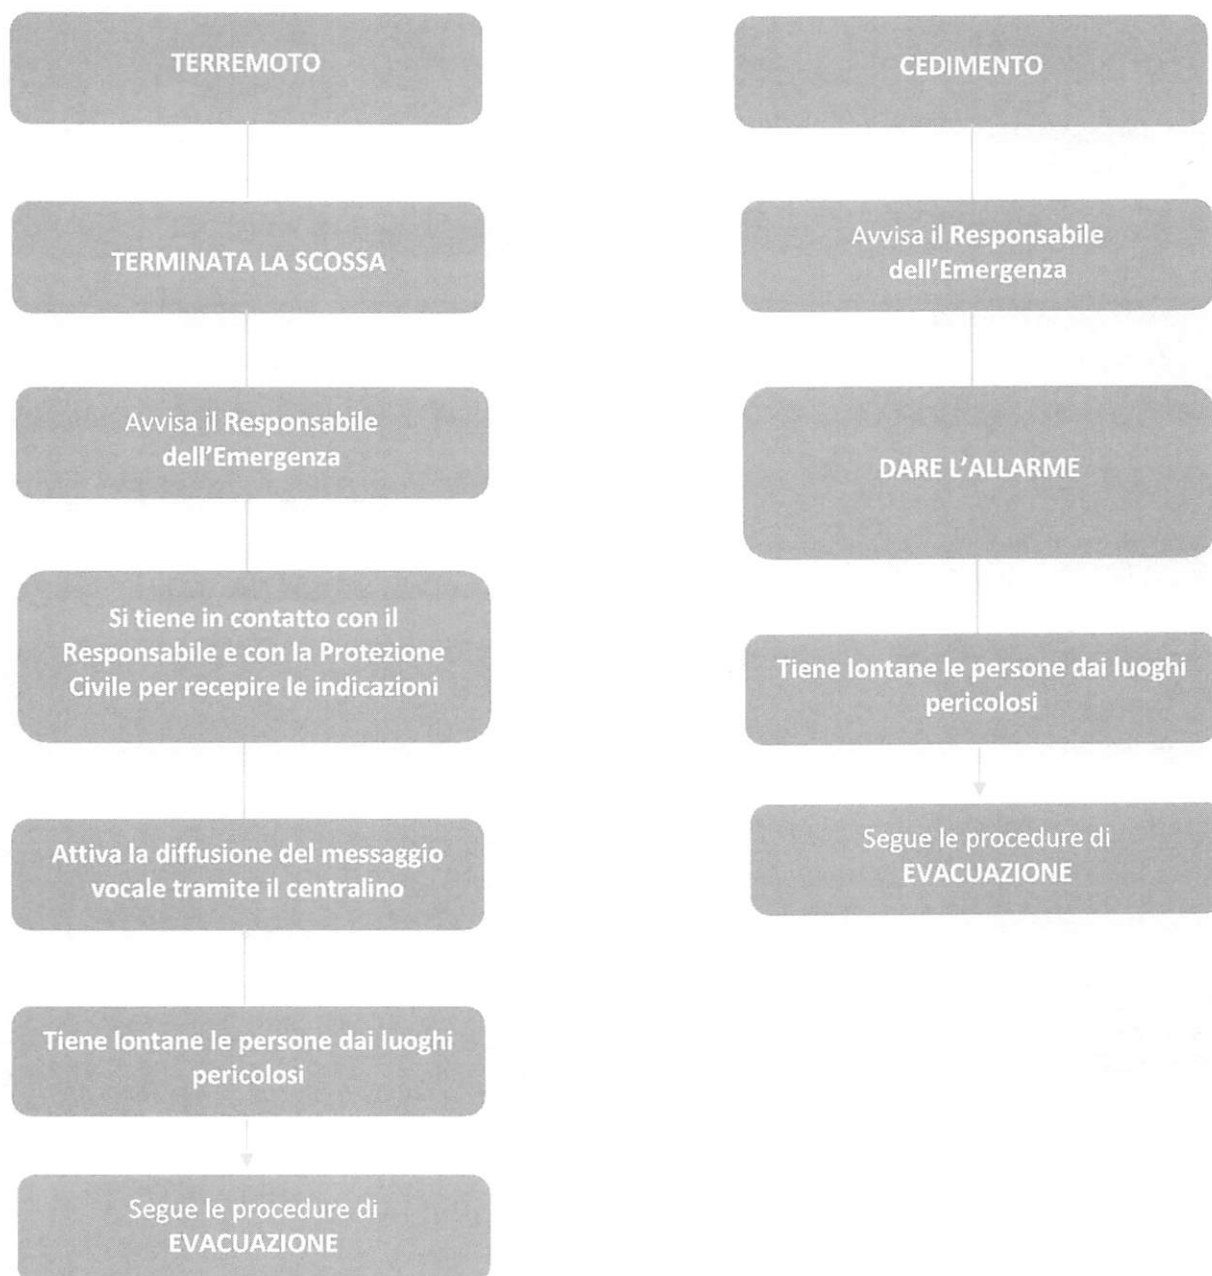 TERREMOTO
TERMINATA LA SCOSSA
Avvisa il Responsabile
dell'Emergenza
Si tiene in contatto con il
Responsabile e con la Protezione
Civile per recepire le indicazioni
Attiva la diffusione del messaggio
vocale tramite il centralino
Tiene lontane le persone dai luoghi
pericolosi
Segue le procedure di
EVACUAZIONE
CEDIMENTO
Avvisa il Responsabile
dell'Emergenza
DARE L'ALLARME
Tiene lontane le persone dai luoghi
pericolosi
Segue le procedure di
EVACUAZIONE